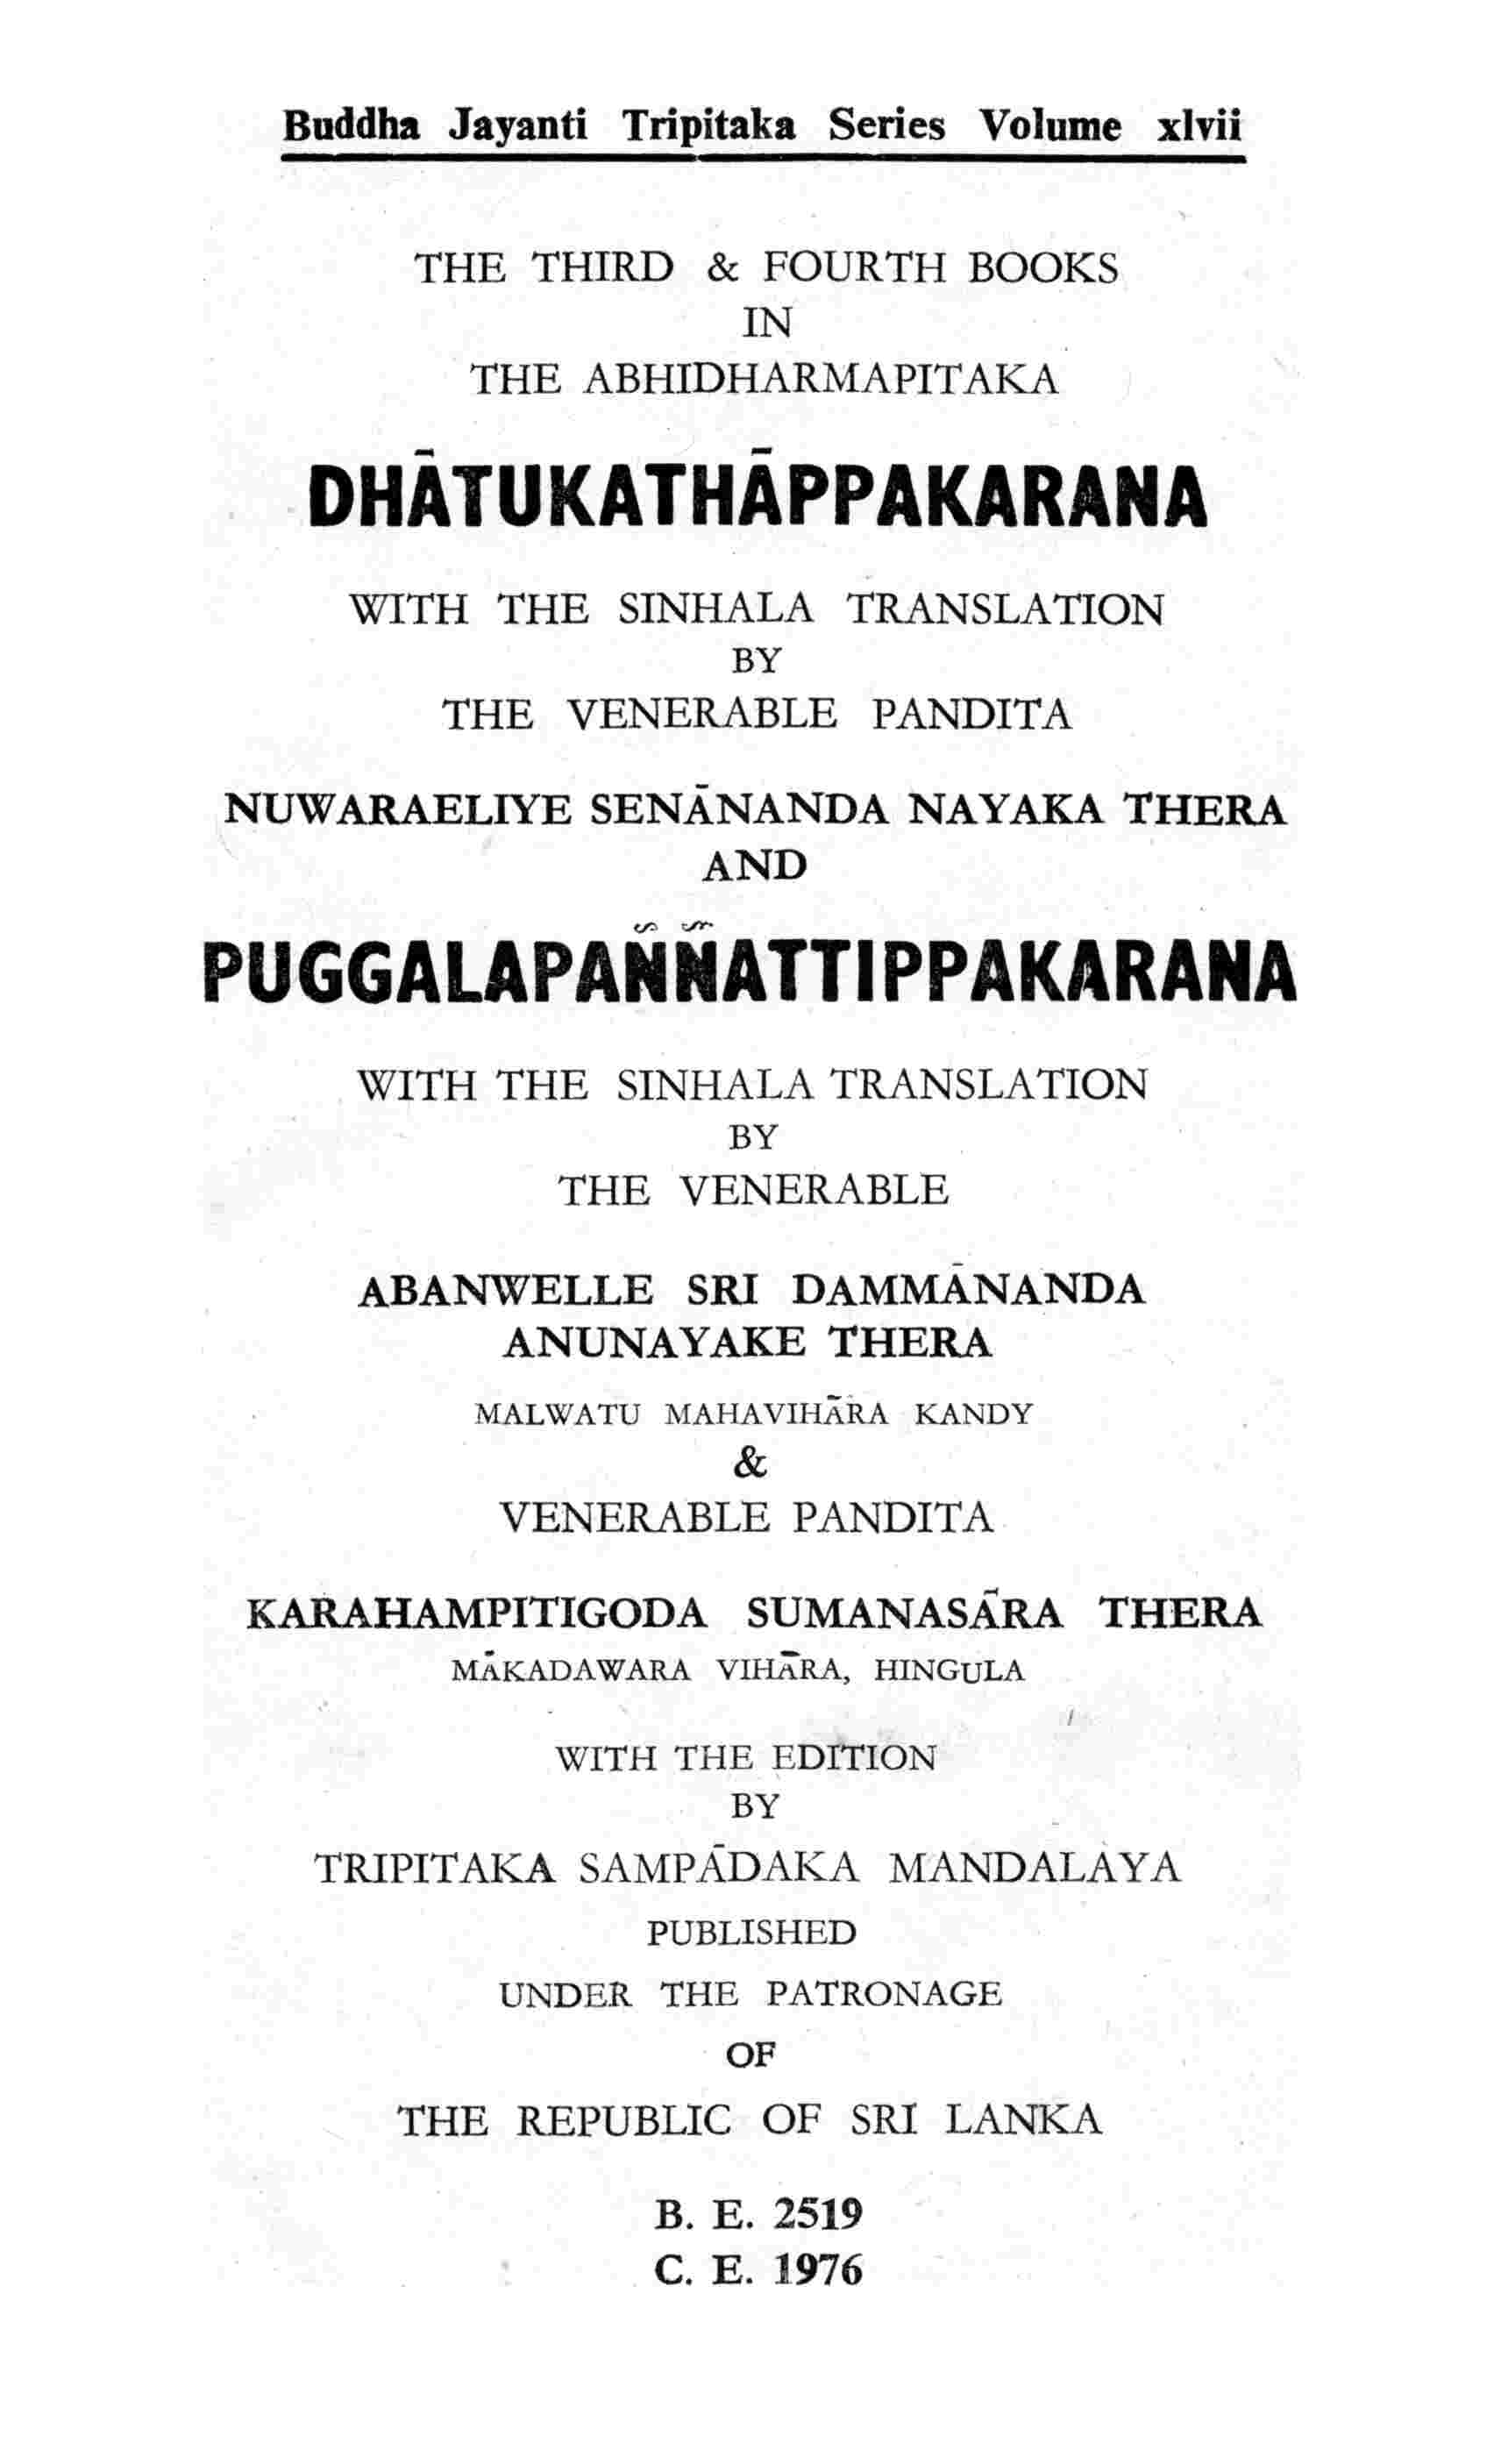 Buddha Jayanti Tripitaka Series Volume xlvii
THE THIRD & FOURTH BOOKS
IN
THE ABHIDHARMAPITAKA
DHĀTUKATHĀPPAKARANA
WITH THE SINHALA TRANSLATION
BY
THE VENERABLE PANDITA
NUWARAELIYE SENĀNANDA NAYAKA THERA
AND
PUGGALAPAÑÑATTIPPAKARANA
WITH THE SINHALA TRANSLATION
BY
THE VENERABLE
ABANWELLE SRI DAMMĀNANDA
ANUNAYAKE THERA
MALWATU MAHAVIHĀRA KANDY
&
VENERABLE PANDITA
KARAHAMPITIGODA SUMANASĀRA THERA
MĀKADAWARA VIHĀRA, HINGULA
WITH THE EDITION
BY
TRIPITAKA SAMPĀDAKA MANDALAYA
PUBLISHED
UNDER THE PATRONAGE
OF
THE REPUBLIC OF SRI LANKA
B. E. 2519
C. E. 1976